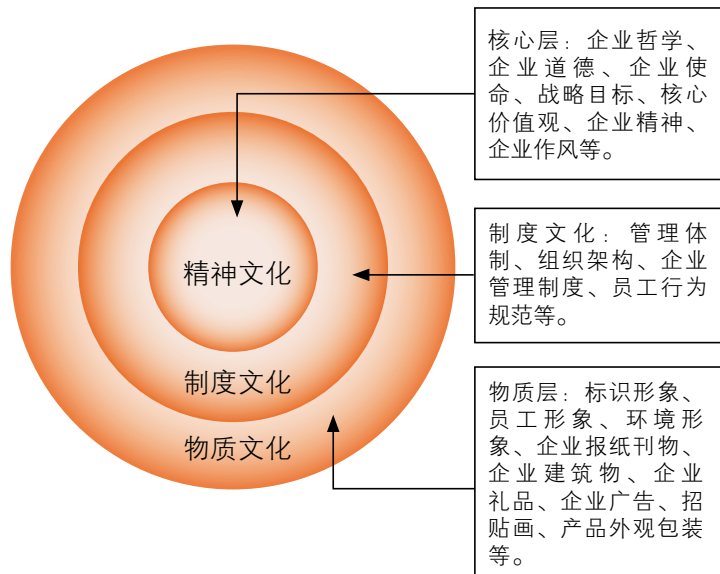 核心层：企业哲学、
企业道德、企业使
命、战略目标、核心
价值观、企业精神、
企业作风等。
制度文化：管理体
制、组织架构、企业
管理制度、员工行为
规范等。
物质层：标识形象、
员工形象、环境形
象、企业报纸刊物、
企业建筑物、企业
礼品、企业广告、招
贴画、产品外观包装
等。
精神文化
制度文化
物质文化